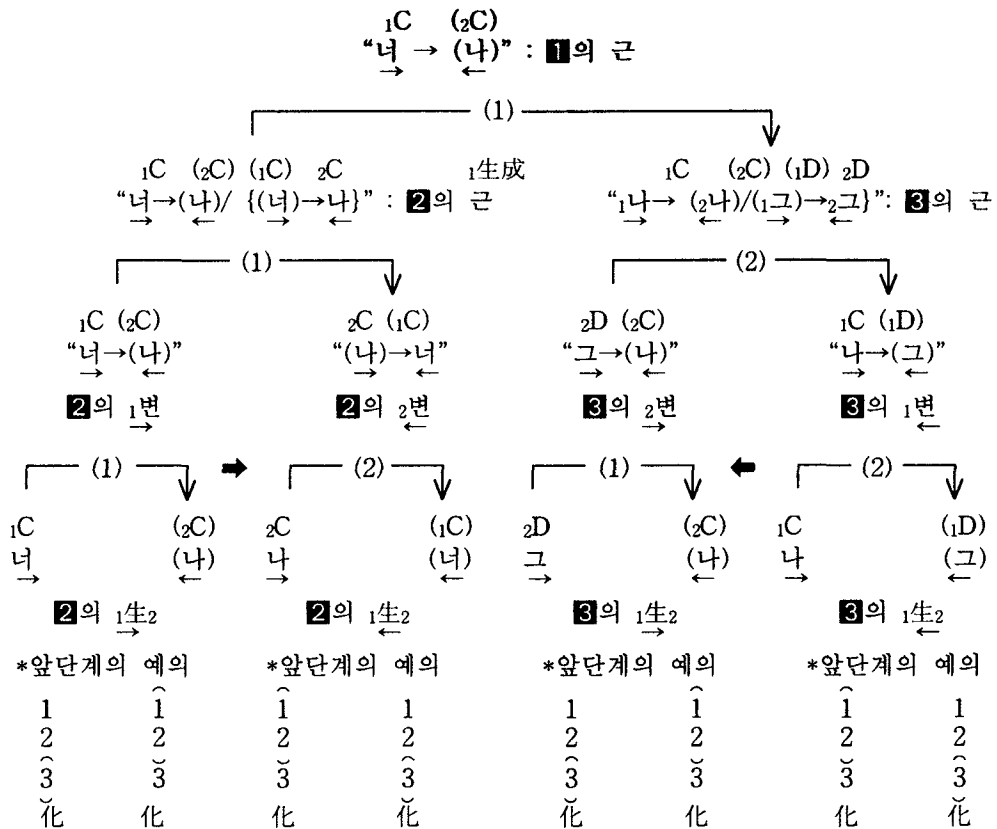 ₁C (₂C)
“너 → (나)” : 1의 근
→ ←
(1)
₁C (₂C) (₁C) ₂C ₁生成 ₁C (₂C) (₁D) ₂D
“너→(나)/ {(너)→나}” : 2의 근 “₁나→ (₂나)/(₁그)→₂그}”: 3의 근
→ ← → ← → ← → ←
(1) (2)
₁C (₂C) ₂C (₁C) ₂D (₂C) ₁C (₁D)
“너→(나)” “(나)→너” “그→(나)” “나→(그)”
→ ← → ← → ← → ←
2의 ₁변 2의 ₂변 3의 ₂변 3의 ₁변
→ ← → ←
(1) ➡ (2) (1) ⬅ (2)
₁C (₂C) ₂C (₁C) ₂D (₂C) ₁C (₁D)
너 (나) 나 (너) 그 (나) 나 (그)
→ ← → ← → ← → ←
2의 ₁生₂ 2의 ₁生₂ 3의 ₁生₂ 3의 ₁生₂
→ ← → ←
*앞단계의 예의 *앞단계의 예의 *앞단계의 예의 *앞단계의 예의
1 (1 (1 1 1 (1 (1 1
2 2 2 2 2 2 2 2
(3 )3 )3 (3 (3 )3 )3 (3
)化 化 化 )化 )化 化 化 )化